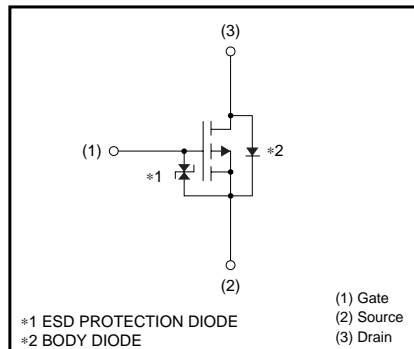 (3)
(1)
∗1
∗2
(2)
∗1 ESD PROTECTION DIODE
∗2 BODY DIODE
(1) Gate
(2) Source
(3) Drain